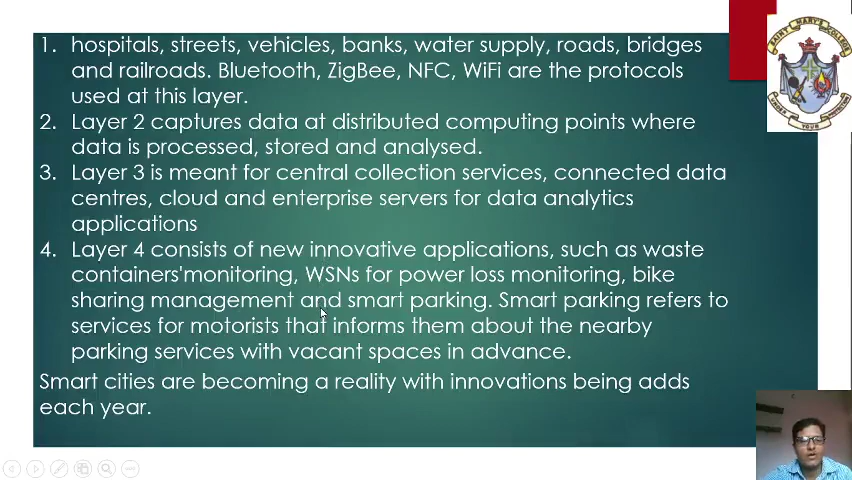 1. hospitals, streets, vehicles, banks, water supply, roads, bridges
and railroads. Bluetooth, ZigBee, NFC, WiFi are the protocols
used at this layer.
2. Layer 2 captures data at distributed computing points where
data is processed, stored and analysed.
3. Layer 3 is meant for central collection services, connected data
centres, cloud and enterprise servers for data analytics
applications
4. Layer 4 consists of new innovative applications, such as waste
containers'monitoring, WSNs for power loss monitoring, bike
sharing management and smart parking. Smart parking refers to
services for motorists that informs them about the nearby
parking services with vacant spaces in advance.
Smart cities are becoming a reality with innovations being adds
each year.
SAINT MARY'S COLLEGE